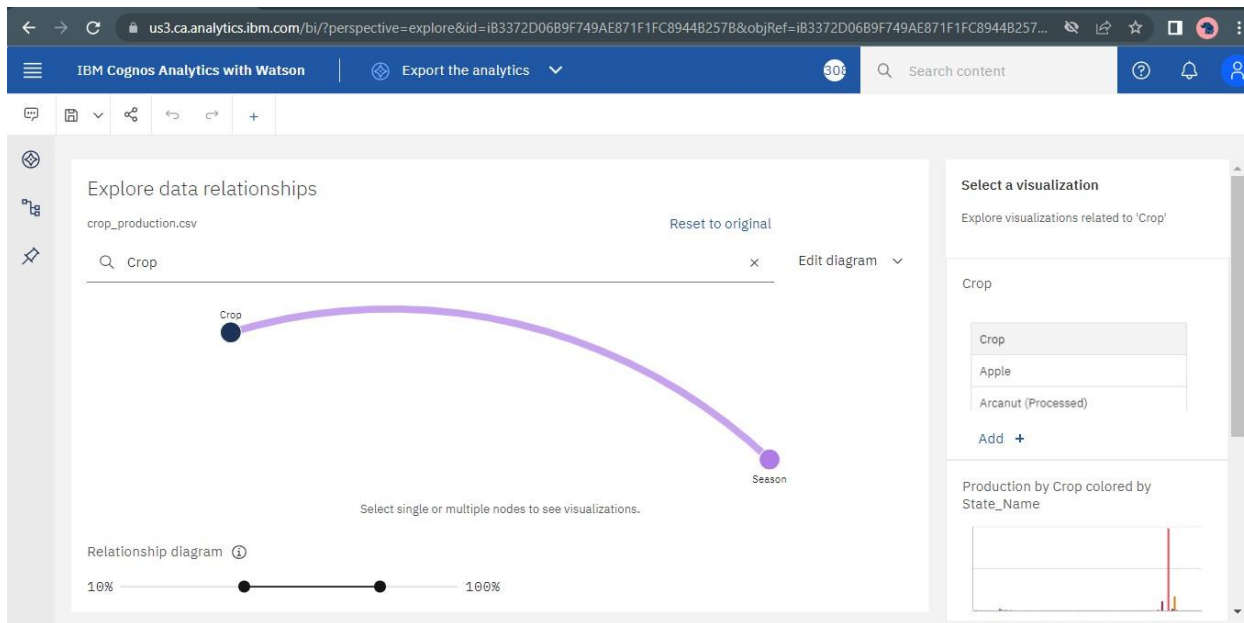 us3.ca.analytics.ibm.com/bi/?perspective=explore&id=iB3372D06B9F749AE871F1FC8944B257B&objRef=iB3372D06B9F749AE871F1FC8944B257...
IBM Cognos Analytics with Watson
Export the analytics
Search content
Explore data relationships
crop_production.csv
Reset to original
Crop
Edit diagram
Crop
Season
Select single or multiple nodes to see visualizations.
Relationship diagram
10%
100%
Select a visualization
Explore visualizations related to 'Crop'
Crop
Crop
Apple
Arcanut (Processed)
Add +
Production by Crop colored by
State_Name